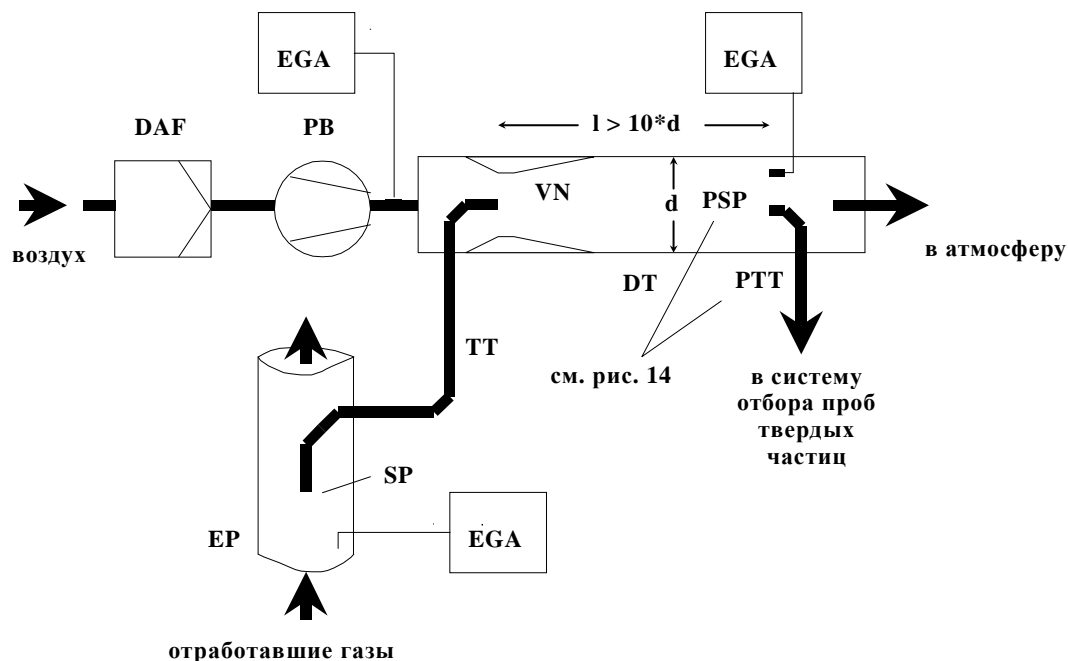 EGA
EGA
DAF
PB
l > 10*d
VN
d
PSP
воздух
в атмосферу
DT
PTT
TT
см. рис. 14
в систему
отбора проб
твердых
частиц
SP
EP
EGA
отработавшие газы